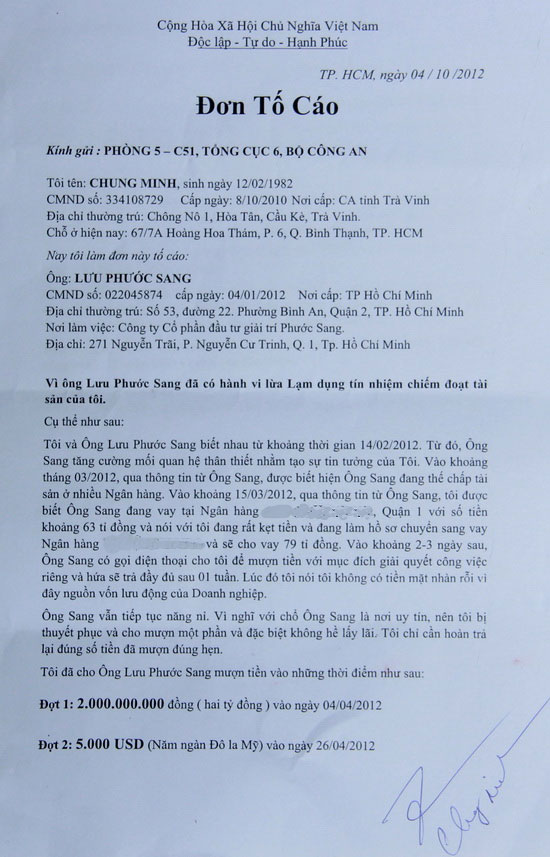 Cộng Hòa Xã Hội Chủ Nghĩa Việt Nam
Độc lập - Tự do - Hạnh Phúc
TP. HCM, ngày 04 / 10 /2012
Đơn Tố Cáo
Kính gửi : PHÒNG 5 – C51, TỔNG CỤC 6, BỘ CÔNG AN
Tôi tên: CHUNG MINH, sinh ngày 12/02/1982
CMND số: 334108729 Cấp ngày: 8/10/2010 Nơi cấp: CA tỉnh Trà Vinh
Địa chỉ thường trú: Chông Nô 1, Hòa Tân, Cầu Kè, Trà Vinh.
Chỗ ở hiện nay: 67/7A Hoàng Hoa Thám, P. 6, Q. Bình Thạnh, TP. HCM
Nay tôi làm đơn này tố cáo:
Ông: LƯU PHƯỚC SANG
CMND số: 022045874 cấp ngày: 04/01/2012 Nơi cấp: TP Hồ Chí Minh
Địa chỉ thường trú: Số 53, đường 22. Phường Bình An, Quận 2, TP. Hồ Chí Minh
Nơi làm việc: Công ty Cổ phần đầu tư giải trí Phước Sang.
Địa chỉ: 271 Nguyễn Trãi, P. Nguyễn Cư Trinh, Q. 1, Tp. Hồ Chí Minh
Vì ông Lưu Phước Sang đã có hành vi lừa Lạm dụng tín nhiệm chiếm đoạt tài
sản của tôi.
Cụ thể như sau:
Tôi và Ông Lưu Phước Sang biết nhau từ khoảng thời gian 14/02/2012. Từ đó, Ông
Sang tăng cường mối quan hệ thân thiết nhằm tạo sự tin tưởng của Tôi. Vào khoảng
tháng 03/2012, qua thông tin từ Ông Sang, được biết hiện Ông Sang đang thế chấp tài
sản ở nhiều Ngân hàng. Vào khoảng 15/03/2012, qua thông tin từ Ông Sang, tôi được
biết Ông Sang đang vay tại Ngân hàng , Quận 1 với số tiền
khoảng 63 tỉ đồng và nói với tôi đang rất kẹt tiền và đang làm hồ sơ chuyển sang vay
Ngân hàng và sẽ cho vay 79 tỉ đồng. Vào khoảng 2-3 ngày sau,
Ông Sang có gọi điện thoại cho tôi để mượn tiền với mục đích giải quyết công việc
riêng và hứa sẽ trả đầy đủ sau 01 tuần. Lúc đó tôi nói tôi không có tiền mặt nhàn rỗi vì
đây nguồn vốn lưu động của Doanh nghiệp.
Ông Sang vẫn tiếp tục năng nỉ. Vì nghĩ với chỗ Ông Sang là nơi uy tín, nên tôi bị
thuyết phục và cho mượn một phần và đặc biệt không hề lấy lãi. Tôi chỉ cần hoàn trả
lại đúng số tiền đã mượn đúng hẹn.
Tôi đã cho Ông Lưu Phước Sang mượn tiền vào những thời điểm như sau:
Đợt 1: 2.000.000.000 đồng ( hai tỷ đồng ) vào ngày 04/04/2012
Đợt 2: 5.000 USD (Năm ngàn Đô la Mỹ) vào ngày 26/04/2012